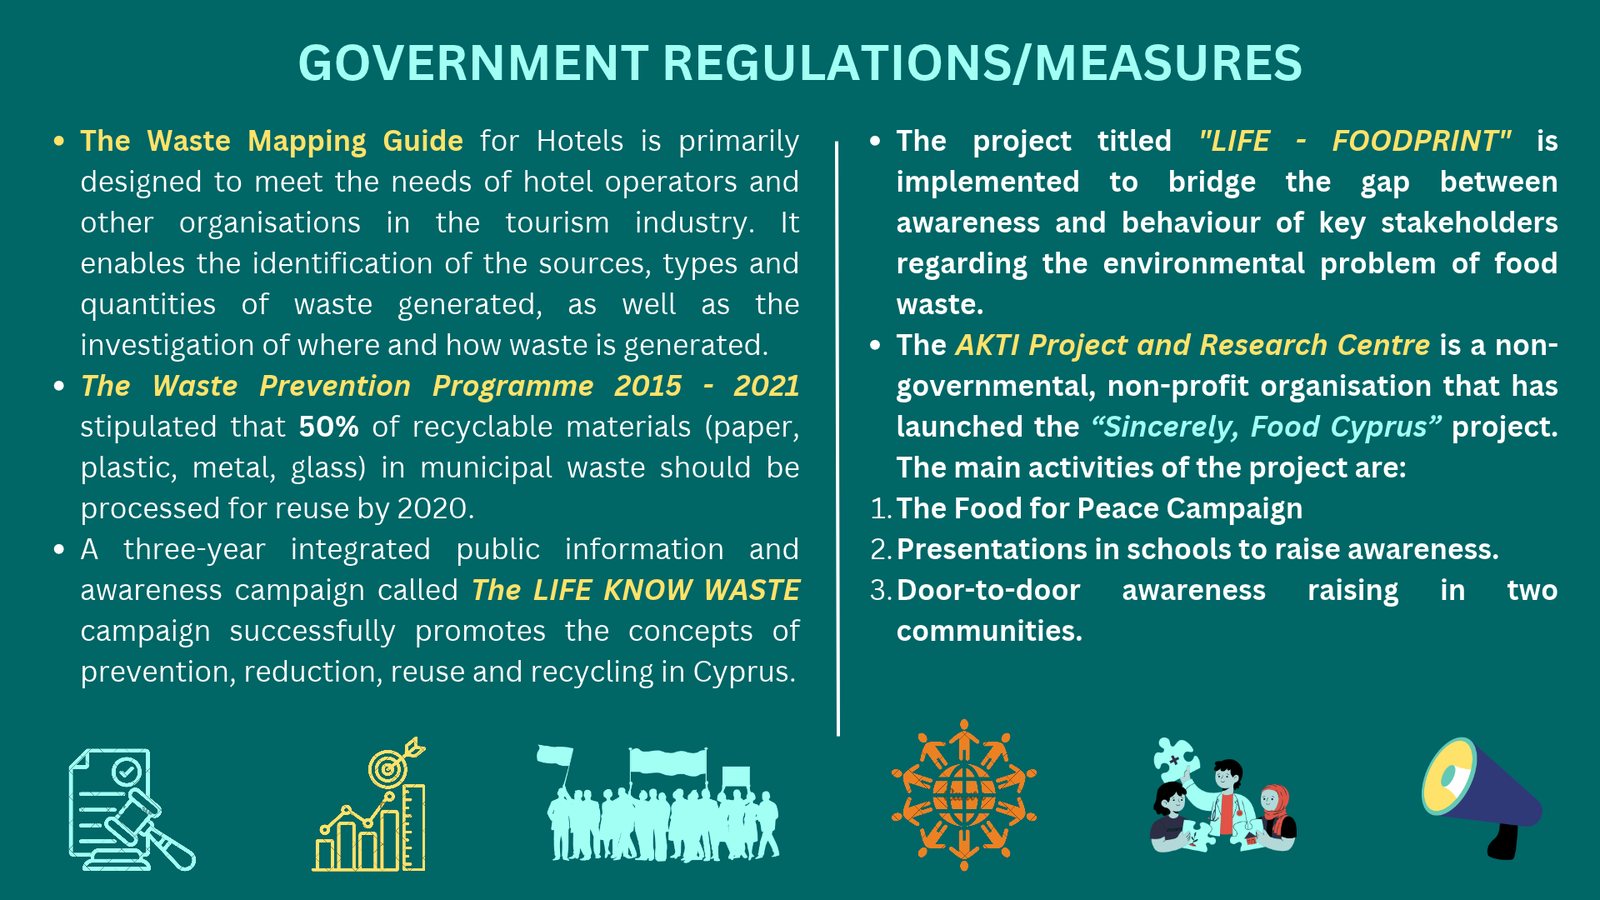 GOVERNMENT REGULATIONS/MEASURES
• The Waste Mapping Guide for Hotels is primarily
designed to meet the needs of hotel operators and
other organisations in the tourism industry. It
enables the identification of the sources, types and
quantities of waste generated, as well as the
investigation of where and how waste is generated.
• The Waste Prevention Programme 2015 - 2021
stipulated that 50% of recyclable materials (paper,
plastic, metal, glass) in municipal waste should be
processed for reuse by 2020.
• A three-year integrated public information and
awareness campaign called The LIFE KNOW WASTE
campaign successfully promotes the concepts of
prevention, reduction, reuse and recycling in Cyprus.
• The project titled "LIFE - FOODPRINT" is
implemented to bridge the gap between
awareness and behaviour of key stakeholders
regarding the environmental problem of food
waste.
• The AKTI Project and Research Centre is a non-
governmental, non-profit organisation that has
launched the “Sincerely, Food Cyprus” project.
The main activities of the project are:
1. The Food for Peace Campaign
2. Presentations in schools to raise awareness.
3. Door-to-door awareness raising in two
communities.